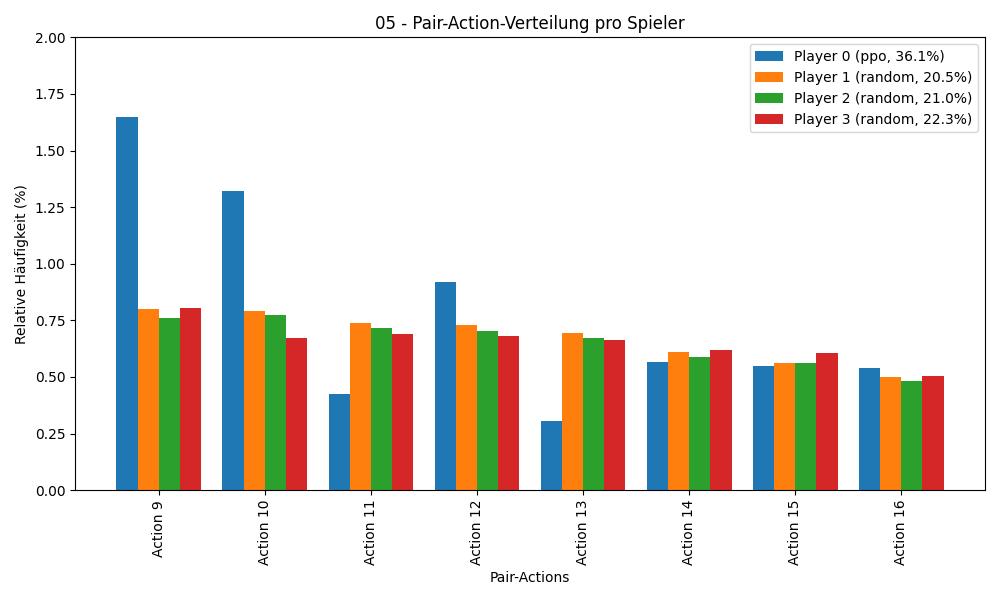 05 - Pair-Action-Verteilung pro Spieler
Player 0 (ppo, 36.1%)
Player 1 (random, 20.5%)
Player 2 (random, 21.0%)
Player 3 (random, 22.3%)
Relative Häufigkeit (%)
2.00
1.75
1.50
1.25
1.00
0.75
0.50
0.25
0.00
Action 9
Action 10
Action 11
Action 12
Action 13
Action 14
Action 15
Action 16
Pair-Actions